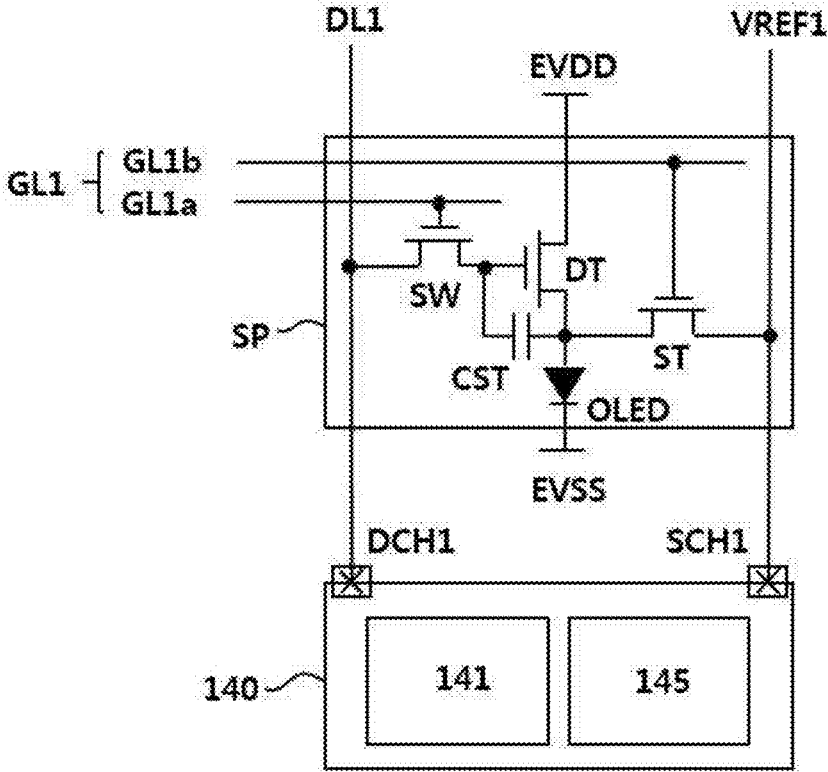 DL1
VREF1
EVDD
GL1
GL1b
GL1a
SW
DT
SP
CST
ST
OLED
EVSS
DCH1
SCH1
140
141
145